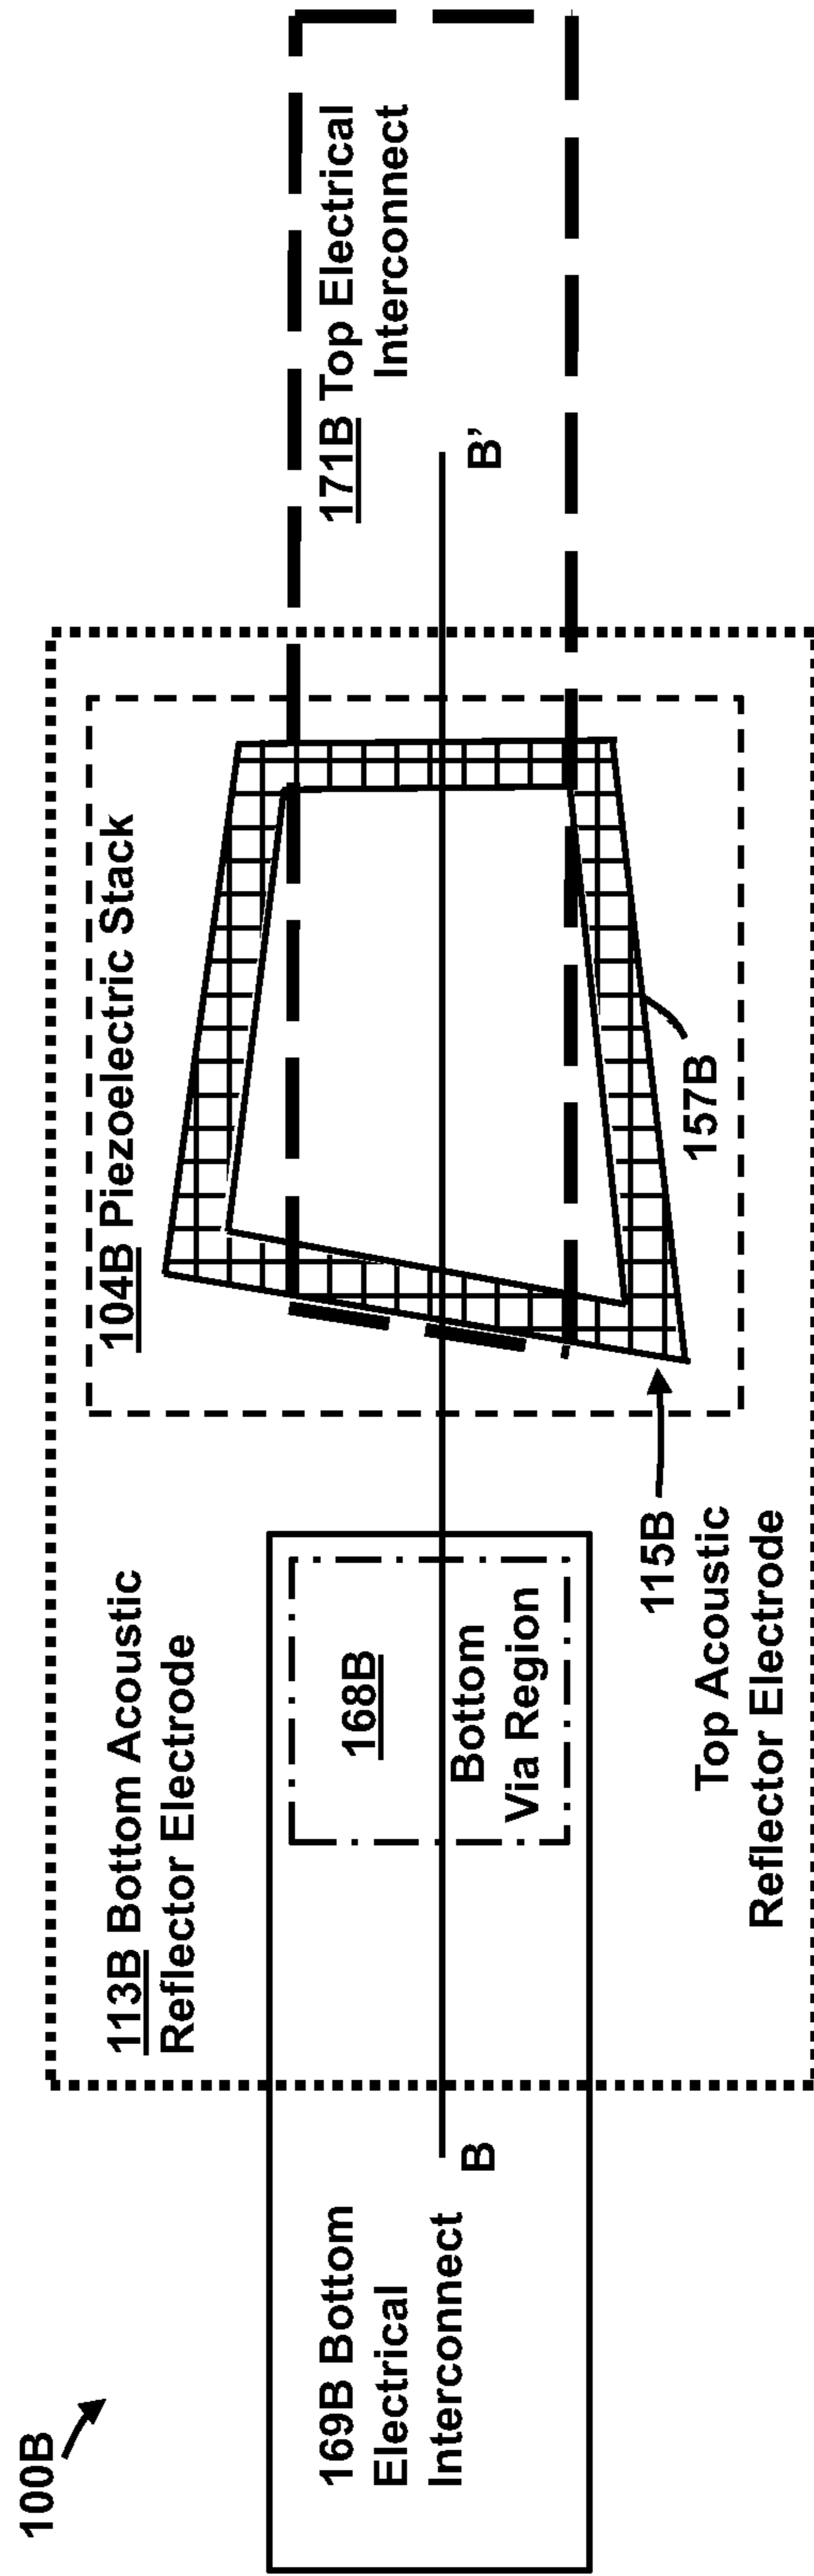 100B
169B Bottom
Electrical
Interconnect
B
113B Bottom Acoustic
Reflector Electrode
168B
Bottom
Via Region
115B
Top Acoustic
Reflector Electrode
104B Piezoelectric Stack
157B
B’
171B Top Electrical
Interconnect